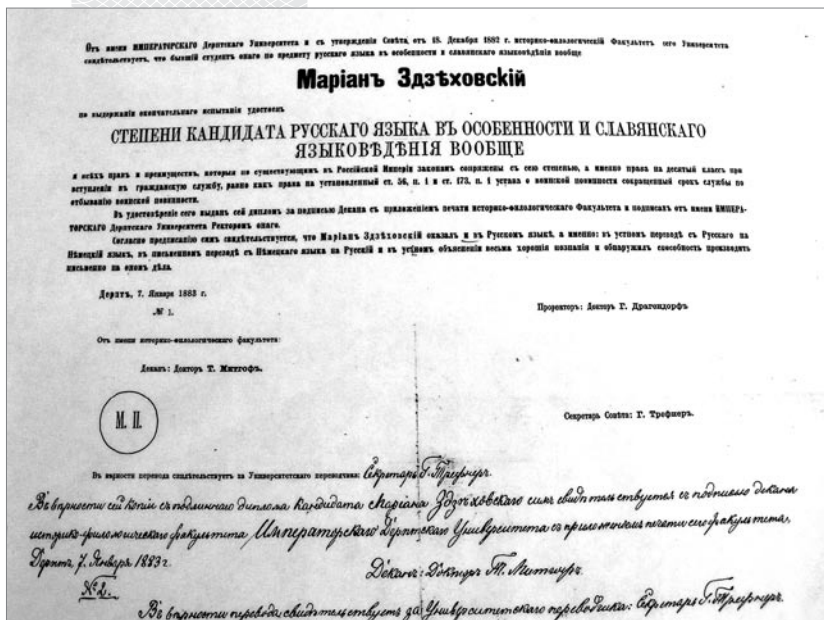 Отъ имени ИМПЕРАТОРСКАГО Дерптскаго Университета и съ утвержденія Совѣта, отъ 18. Декабря 1882 г. историко-филологическій Факультетъ сего Университета
свидѣтельствуетъ, что бывшій студентъ онаго по предмету русскаго языка въ особенности и славянскаго языковѣдѣнія вообще
Маріанъ Здзѣховскій
по выдержаніи окончательнаго испытанія удостоенъ
СТЕПЕНИ КАНДИДАТА РУССКАГО ЯЗЫКА ВЪ ОСОБЕННОСТИ И СЛАВЯНСКАГО
ЯЗЫКОВѢДѢНІЯ ВООБЩЕ
и всѣхъ правъ и преимуществъ, которыя по существующимъ въ Россійской Имперіи законамъ сопряжены съ сею степенью, а именно права на десятый классъ при
вступленіи въ гражданскую службу, равно какъ права на установленный ст. 56, п. 1 и ст. 173, п. 1 устава о воинской повинности сокращенный срокъ службы по
отбыванію воинской повинности.
Въ удостовѣреніе сего выданъ сей дипломъ за подписью Декана съ приложеніемъ печати историко-филологическаго Факультета и подписахъ отъ имени ИМПЕРА-
ТОРСКАГО Дерптскаго Университета Ректоромъ онаго.
Согласно предписанію симъ свидѣтельствуется, что Маріанъ Здзѣховскій оказалъ и въ Русскомъ языкѣ, а именно: въ устномъ переводѣ съ Русскаго на
Нѣмецкій языкъ, въ письменномъ переводѣ съ Нѣмецкаго языка на Русскій и въ устномъ объясненіи весьма хорошія познанія и обнаружилъ способность производить
письменно на ономъ дѣла.
Дерптъ, 7. Января 1883 г.
№ 1.
Проректоръ: Докторъ Г. Драгендорфъ
Отъ имени историко-филологическаго факультета:
Деканъ: Докторъ Т. Миттгофъ.
М. П.
Секретарь Совѣта: Г. Трефнеръ.
Въ вѣрности перевода свидѣтельствуетъ за Университетскаго переводчика: Секретарь Г. Трефнеръ.
Въ вѣрности сей копіи съ подлиннаго диплома Кандидата Маріана Здзѣховскаго симъ свидѣтельствуется съ подписью декана
историко-филологическаго факультета Императорскаго Дерптскаго Университета съ приложеніемъ печати сего факультета,
Дерптъ 7. Января 1883 г.
№ 2.
Деканъ: Докторъ Т.
Въ вѣрности перевода свидѣтельствуетъ за Университетскаго переводчика: Секретарь Г. Трефнеръ.